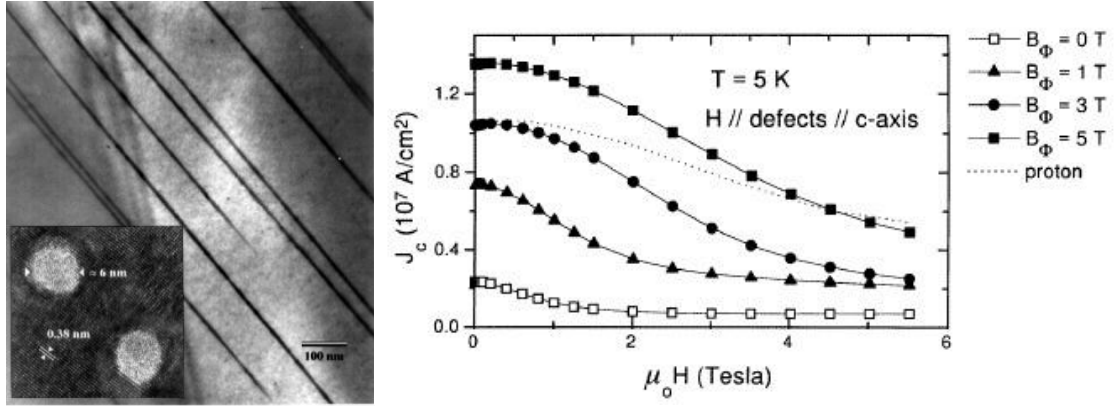 ≈ 6 nm
0.38 nm
100 nm
J_c (10^7 A/cm^2)
1.2
0.8
0.4
0.0
T = 5 K
H // defects // c-axis
0 2 4 6
μ_oH (Tesla)
B_Φ = 0 T
B_Φ = 1 T
B_Φ = 3 T
B_Φ = 5 T
proton